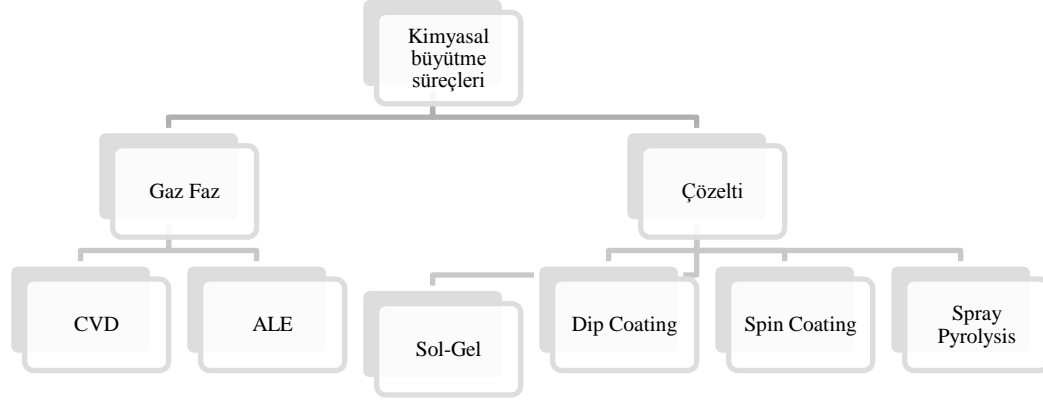 Kimyasal
büyütme
süreçleri
Gaz Faz
Çözelti
CVD
ALE
Sol-Gel
Dip Coating
Spin Coating
Spray
Pyrolysis